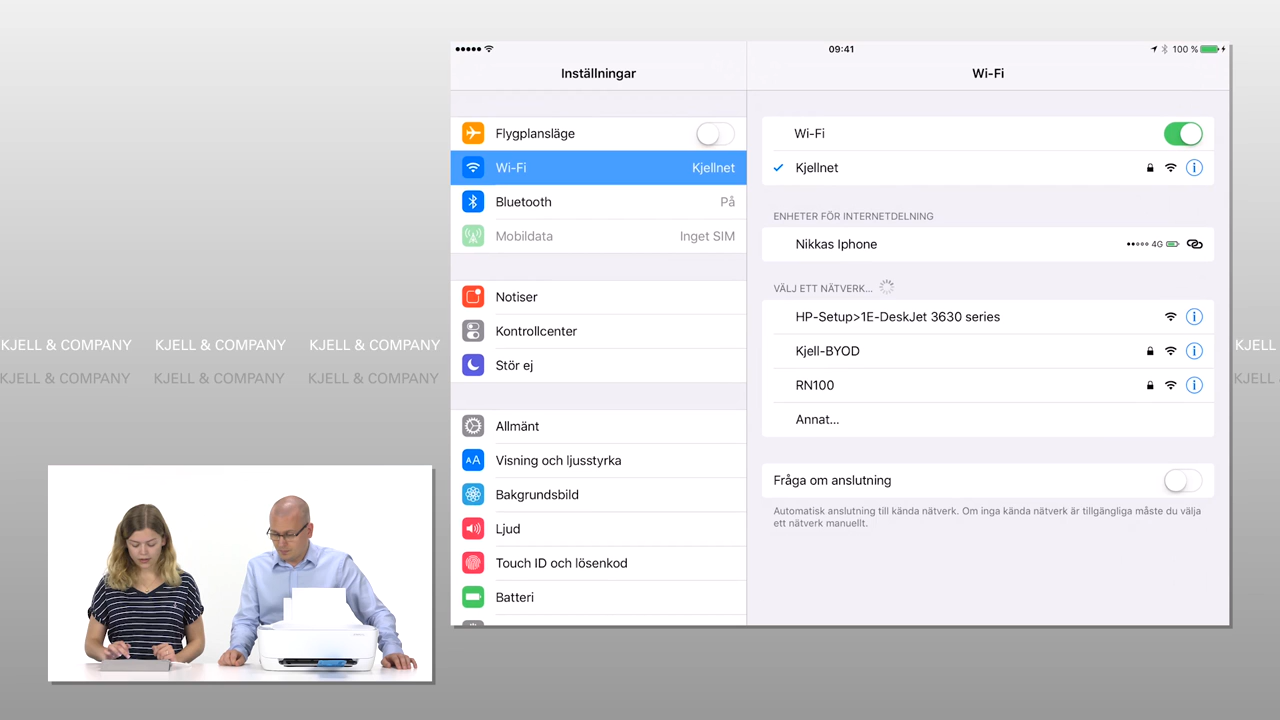 09:41
100 %
Inställningar
Wi-Fi
Flygplansläge
Wi-Fi Kjellnet
Bluetooth På
Mobildata Inget SIM
Notiser
Kontrollcenter
Stör ej
Allmänt
AA Visning och ljusstyrka
Bakgrundsbild
Ljud
Touch ID och lösenkod
Batteri
Wi-Fi
Kjellnet
ENHETER FÖR INTERNETDELNING
Nikkas Iphone 4G
VÄLJ ETT NÄTVERK...
HP-Setup>1E-DeskJet 3630 series
Kjell-BYOD
RN100
Annat...
Fråga om anslutning
Automatisk anslutning till kända nätverk. Om inga kända nätverk är tillgängliga måste du välja
ett nätverk manuellt.
KJELL & COMPANY KJELL & COMPANY KJELL & COMPANY KJELL
KJELL & COMPANY KJELL & COMPANY KJELL & COMPANY KJELL